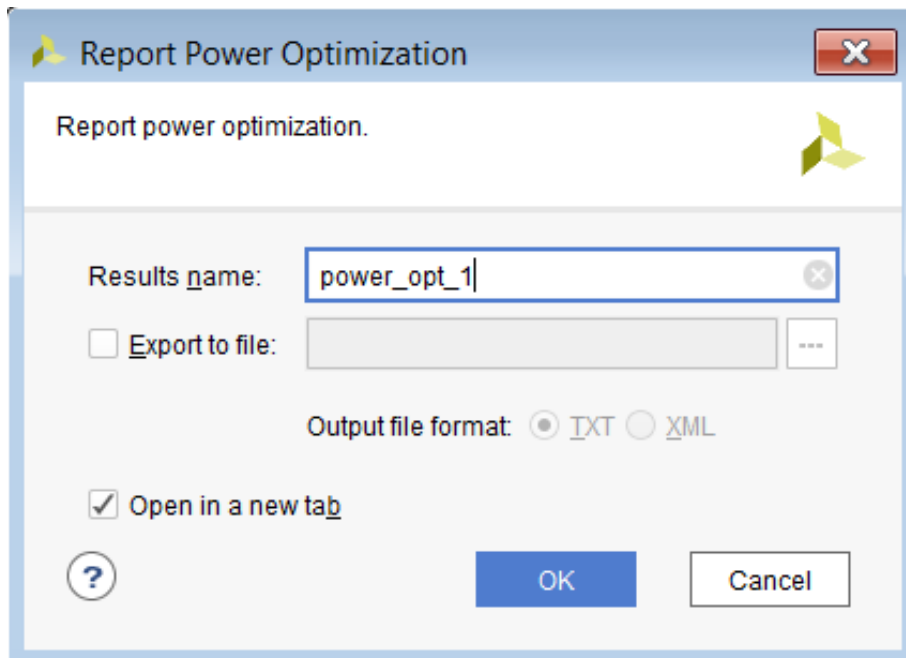 Report Power Optimization
Report power optimization.
Results name: power_opt_1
Export to file: ---
Output file format: TXT XML
Open in a new tab
? OK Cancel